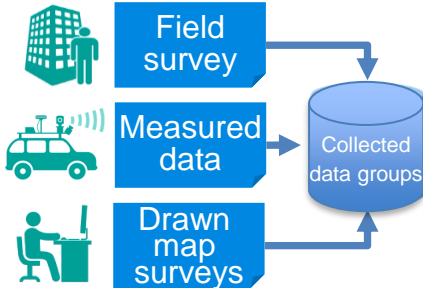 Field
survey
Measured
data
Collected
data groups
Drawn
map
surveys